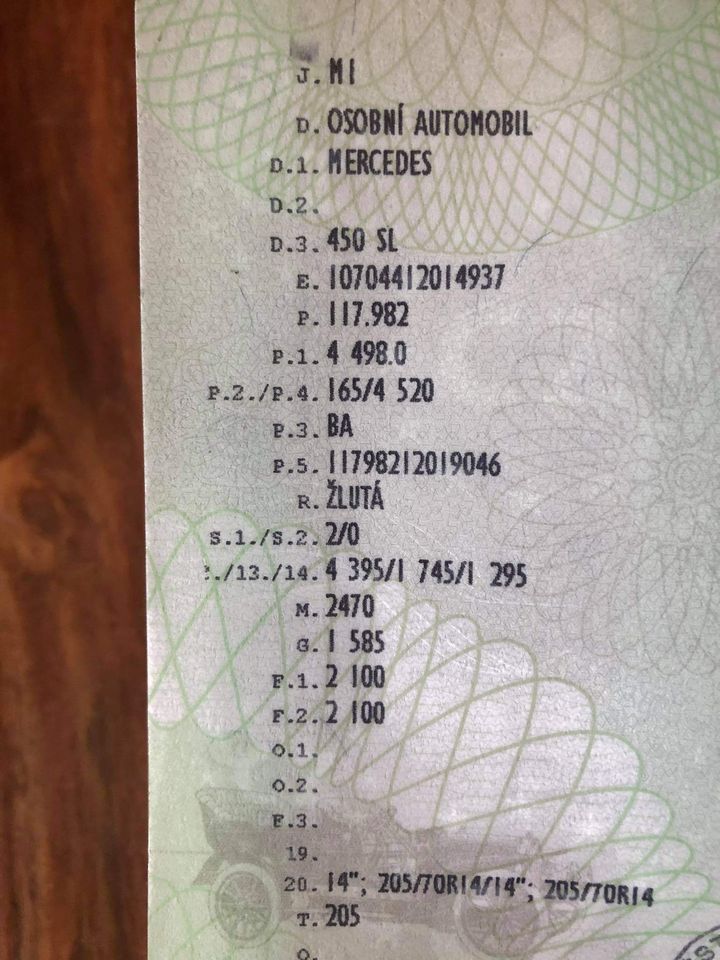 J. M1
D. OSOBNÍ AUTOMOBIL
D.1. MERCEDES
D.2.
D.3. 450 SL
E. 10704412014937
P. 117.982
P.1. 4 498.0
P.2./P.4. 165/4 520
P.3. BA
P.5. 11798212019046
R. ŽLUTÁ
S.1./S.2. 2/0
./13./14. 4 395/1 745/1 295
M. 2470
G. 1 585
F.1. 2 100
F.2. 2 100
O.1.
O.2.
F.3.
19.
20. 14"; 205/70R14/14"; 205/70R14
T. 205